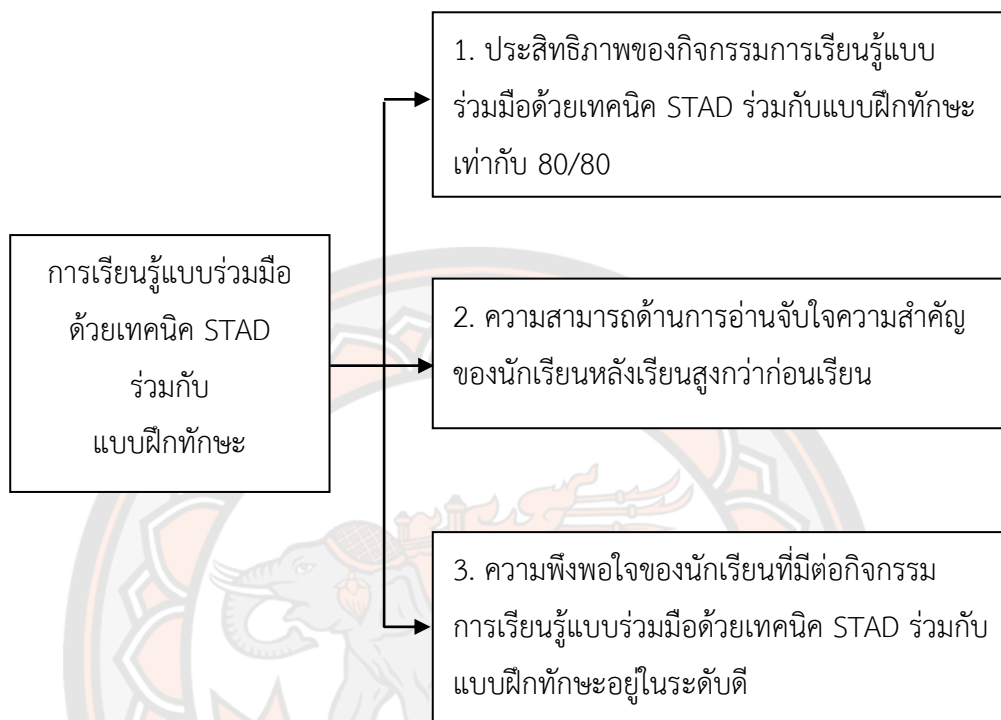 1. ประสิทธิภาพของกิจกรรมการเรียนรู้แบบ
ร่วมมือด้วยเทคนิค STAD ร่วมกับแบบฝึกทักษะ
เท่ากับ 80/80
การเรียนรู้แบบร่วมมือ
ด้วยเทคนิค STAD
ร่วมกับ
แบบฝึกทักษะ
2. ความสามารถด้านการอ่านจับใจความสำคัญ
ของนักเรียนหลังเรียนสูงกว่าก่อนเรียน
3. ความพึงพอใจของนักเรียนที่มีต่อกิจกรรม
การเรียนรู้แบบร่วมมือด้วยเทคนิค STAD ร่วมกับ
แบบฝึกทักษะอยู่ในระดับดี